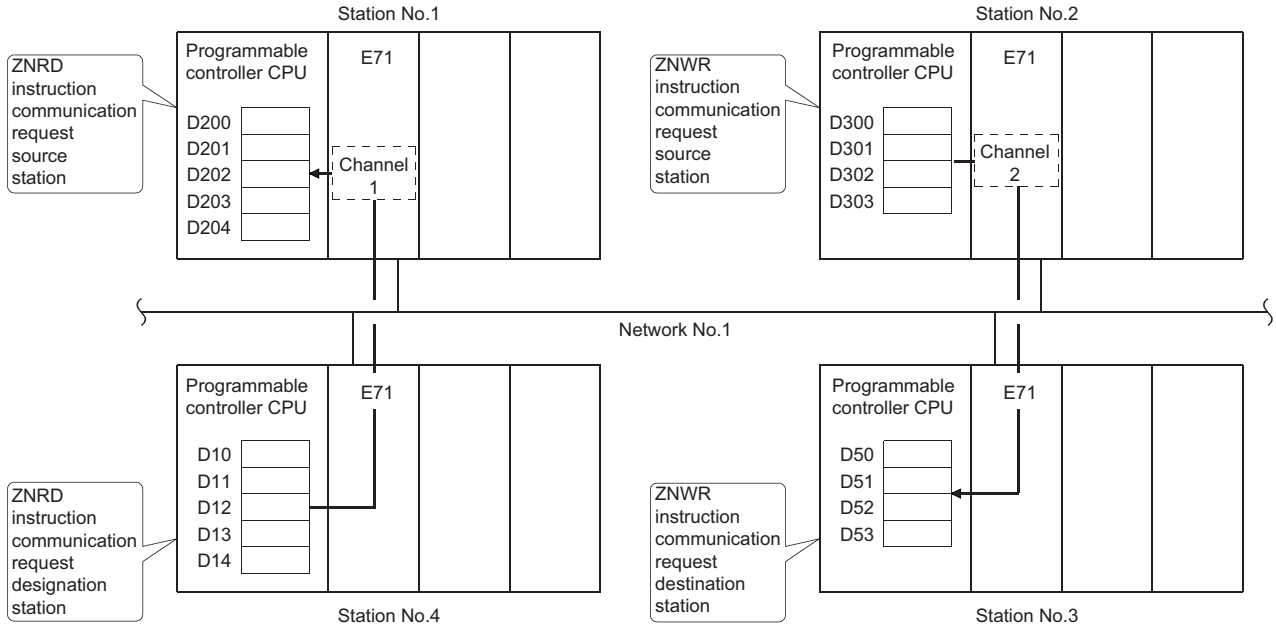 Station No.1
ZNRD
instruction
communication
request
source
station
Programmable
controller CPU
E71
D200
D201
D202
D203
D204
Channel
1
Station No.2
ZNWR
instruction
communication
request
source
station
Programmable
controller CPU
E71
D300
D301
D302
D303
Channel
2
Network No.1
ZNRD
instruction
communication
request
designation
station
Programmable
controller CPU
E71
D10
D11
D12
D13
D14
Station No.4
ZNWR
instruction
communication
request
destination
station
Programmable
controller CPU
E71
D50
D51
D52
D53
Station No.3